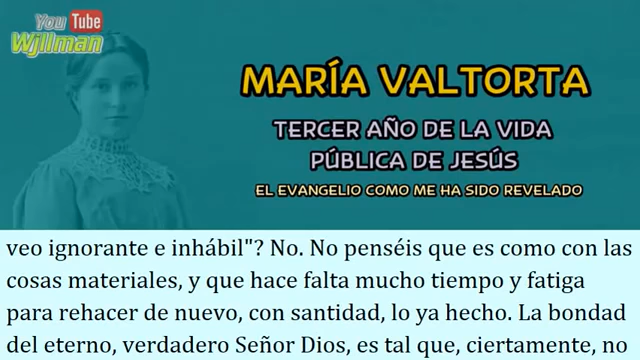 You Tube
Wjllman
MARÍA VALTORTA
TERCER AÑO DE LA VIDA
PÚBLICA DE JESÚS
EL EVANGELIO COMO ME HA SIDO REVELADO
veo ignorante e inhábil"? No. No penséis que es como con las
cosas materiales, y que hace falta mucho tiempo y fatiga
para rehacer de nuevo, con santidad, lo ya hecho. La bondad
del eterno, verdadero Señor Dios, es tal que, ciertamente, no